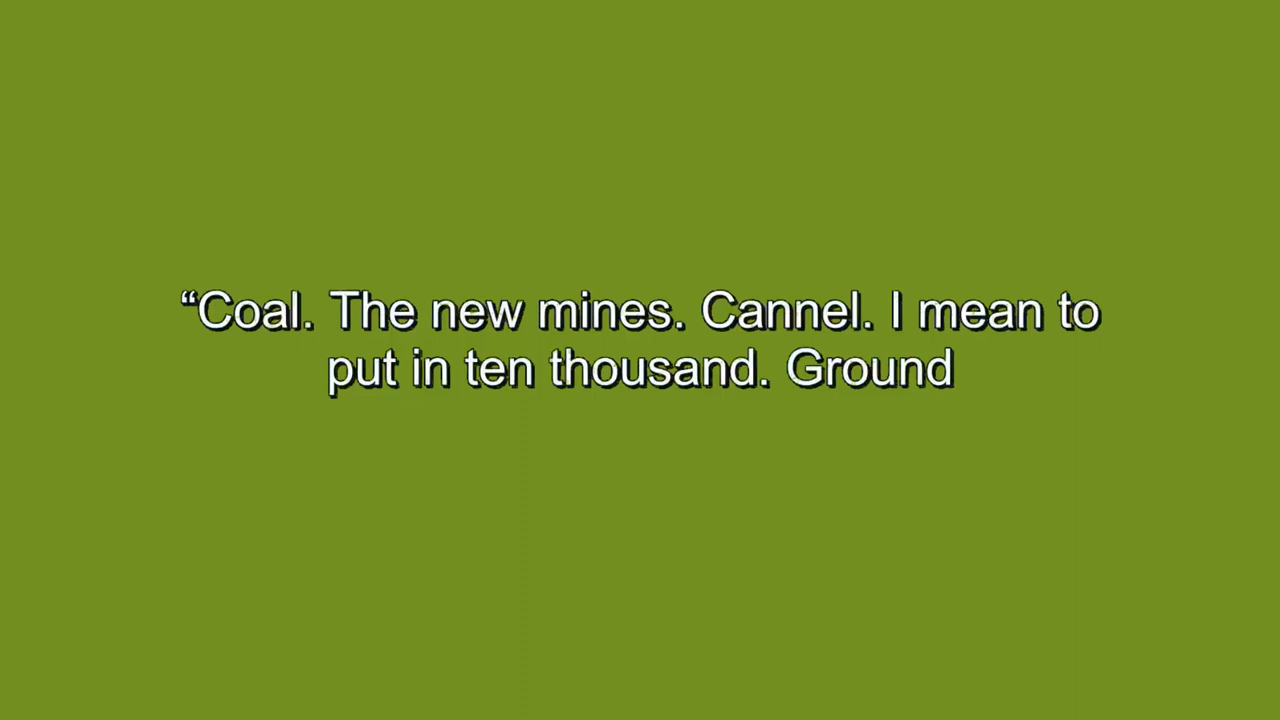 “Coal. The new mines. Cannel. I mean to
put in ten thousand. Ground